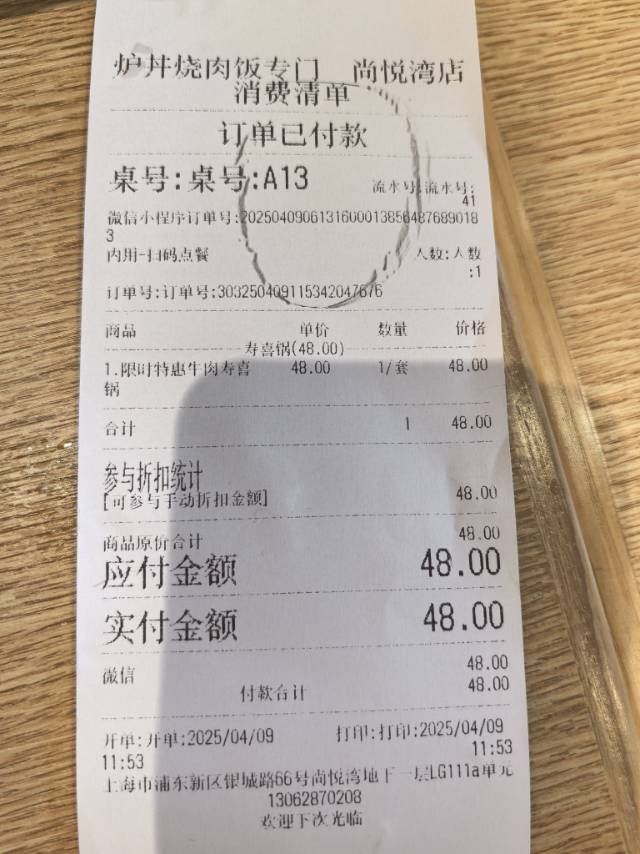 炉丼烧肉饭专门 尚悦湾店
消费清单
订单已付款
桌号:桌号:A13
流水号:流水号:
41
微信小程序订单号:2025040906131600013856487689018
3
内用-扫码点餐 人数:人数
:1
订单号:订单号:303250409115342047676
商品 单价 数量 价格
寿喜锅(48.00)
1.限时特惠牛肉寿喜 48.00 1/套 48.00
锅
合计 1 48.00
参与折扣统计
[可参与手动折扣金额] 48.00
商品原价合计 48.00
应付金额 48.00
实付金额 48.00
微信 48.00
付款合计 48.00
开单:开单:2025/04/09 打印:打印:2025/04/09
11:53 11:53
上海市浦东新区银城路66号尚悦湾地下一层LG111a单元
13062870208
欢迎下次光临